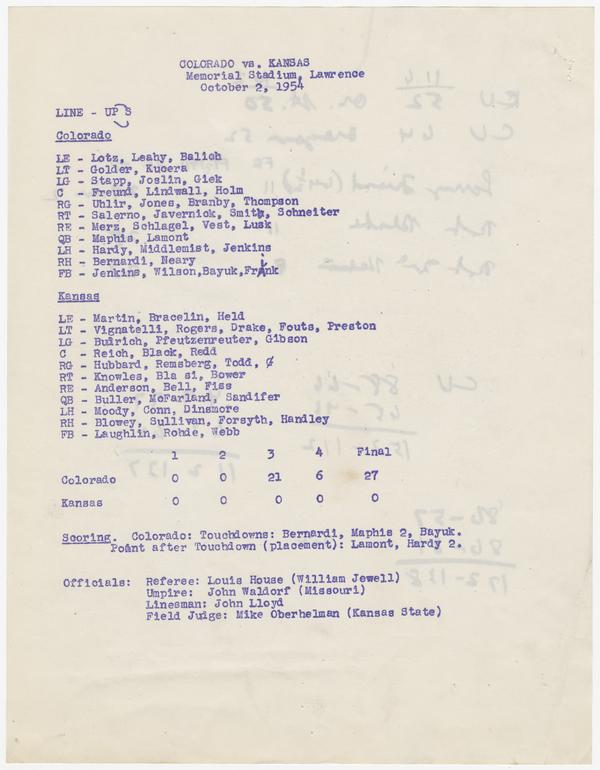 COLORADO vs. KANSAS
Memorial Stadium, Lawrence
October 2, 1954
LINE - UP S
Colorado
LE - Lotz, Leahy, Balich
LT - Golder, Kucera
LG - Stapp, Joslin, Giek
C - Freund, Lindwall, Holm
RG - Uhlir, Jones, Branby, Thompson
RT - Salerno, Javernick, Smith, Schneiter
RE - Merz, Schlagel, Vest, Lusk
QB - Maphis, Lamont
LH - Hardy, Middlemist, Jenkins
RH - Bernardi, Neary
FB - Jenkins, Wilson,Bayuk,Frank
Kansas
LE - Martin, Bracelin, Held
LT - Vignatelli, Rogers, Drake, Fouts, Preston
LG - Budrich, Pfeutzenreuter, Gibson
C - Reich, Black, Redd
RG - Hubbard, Remsberg, Todd,
RT - Knowles, Bla si, Bower
RE - Anderson, Bell, Fiss
QB - Buller, McFarland, Sandifer
LH - Moody, Conn, Dinsmore
RH - Blowey, Sullivan, Forsyth, Handley
FB - Laughlin, Rohde, Webb
1 2 3 4 Final
Colorado 0 0 21 6 27
Kansas 0 0 0 0 0
Scoring. Colorado: Touchdowns: Bernardi, Maphis 2, Bayuk.
Point after Touchdown (placement): Lamont, Hardy 2.
Officials: Referee: Louis House (William Jewell)
Umpire: John Waldorf (Missouri)
Linesman: John Lloyd
Field Judge: Mike Oberhelman (Kansas State)